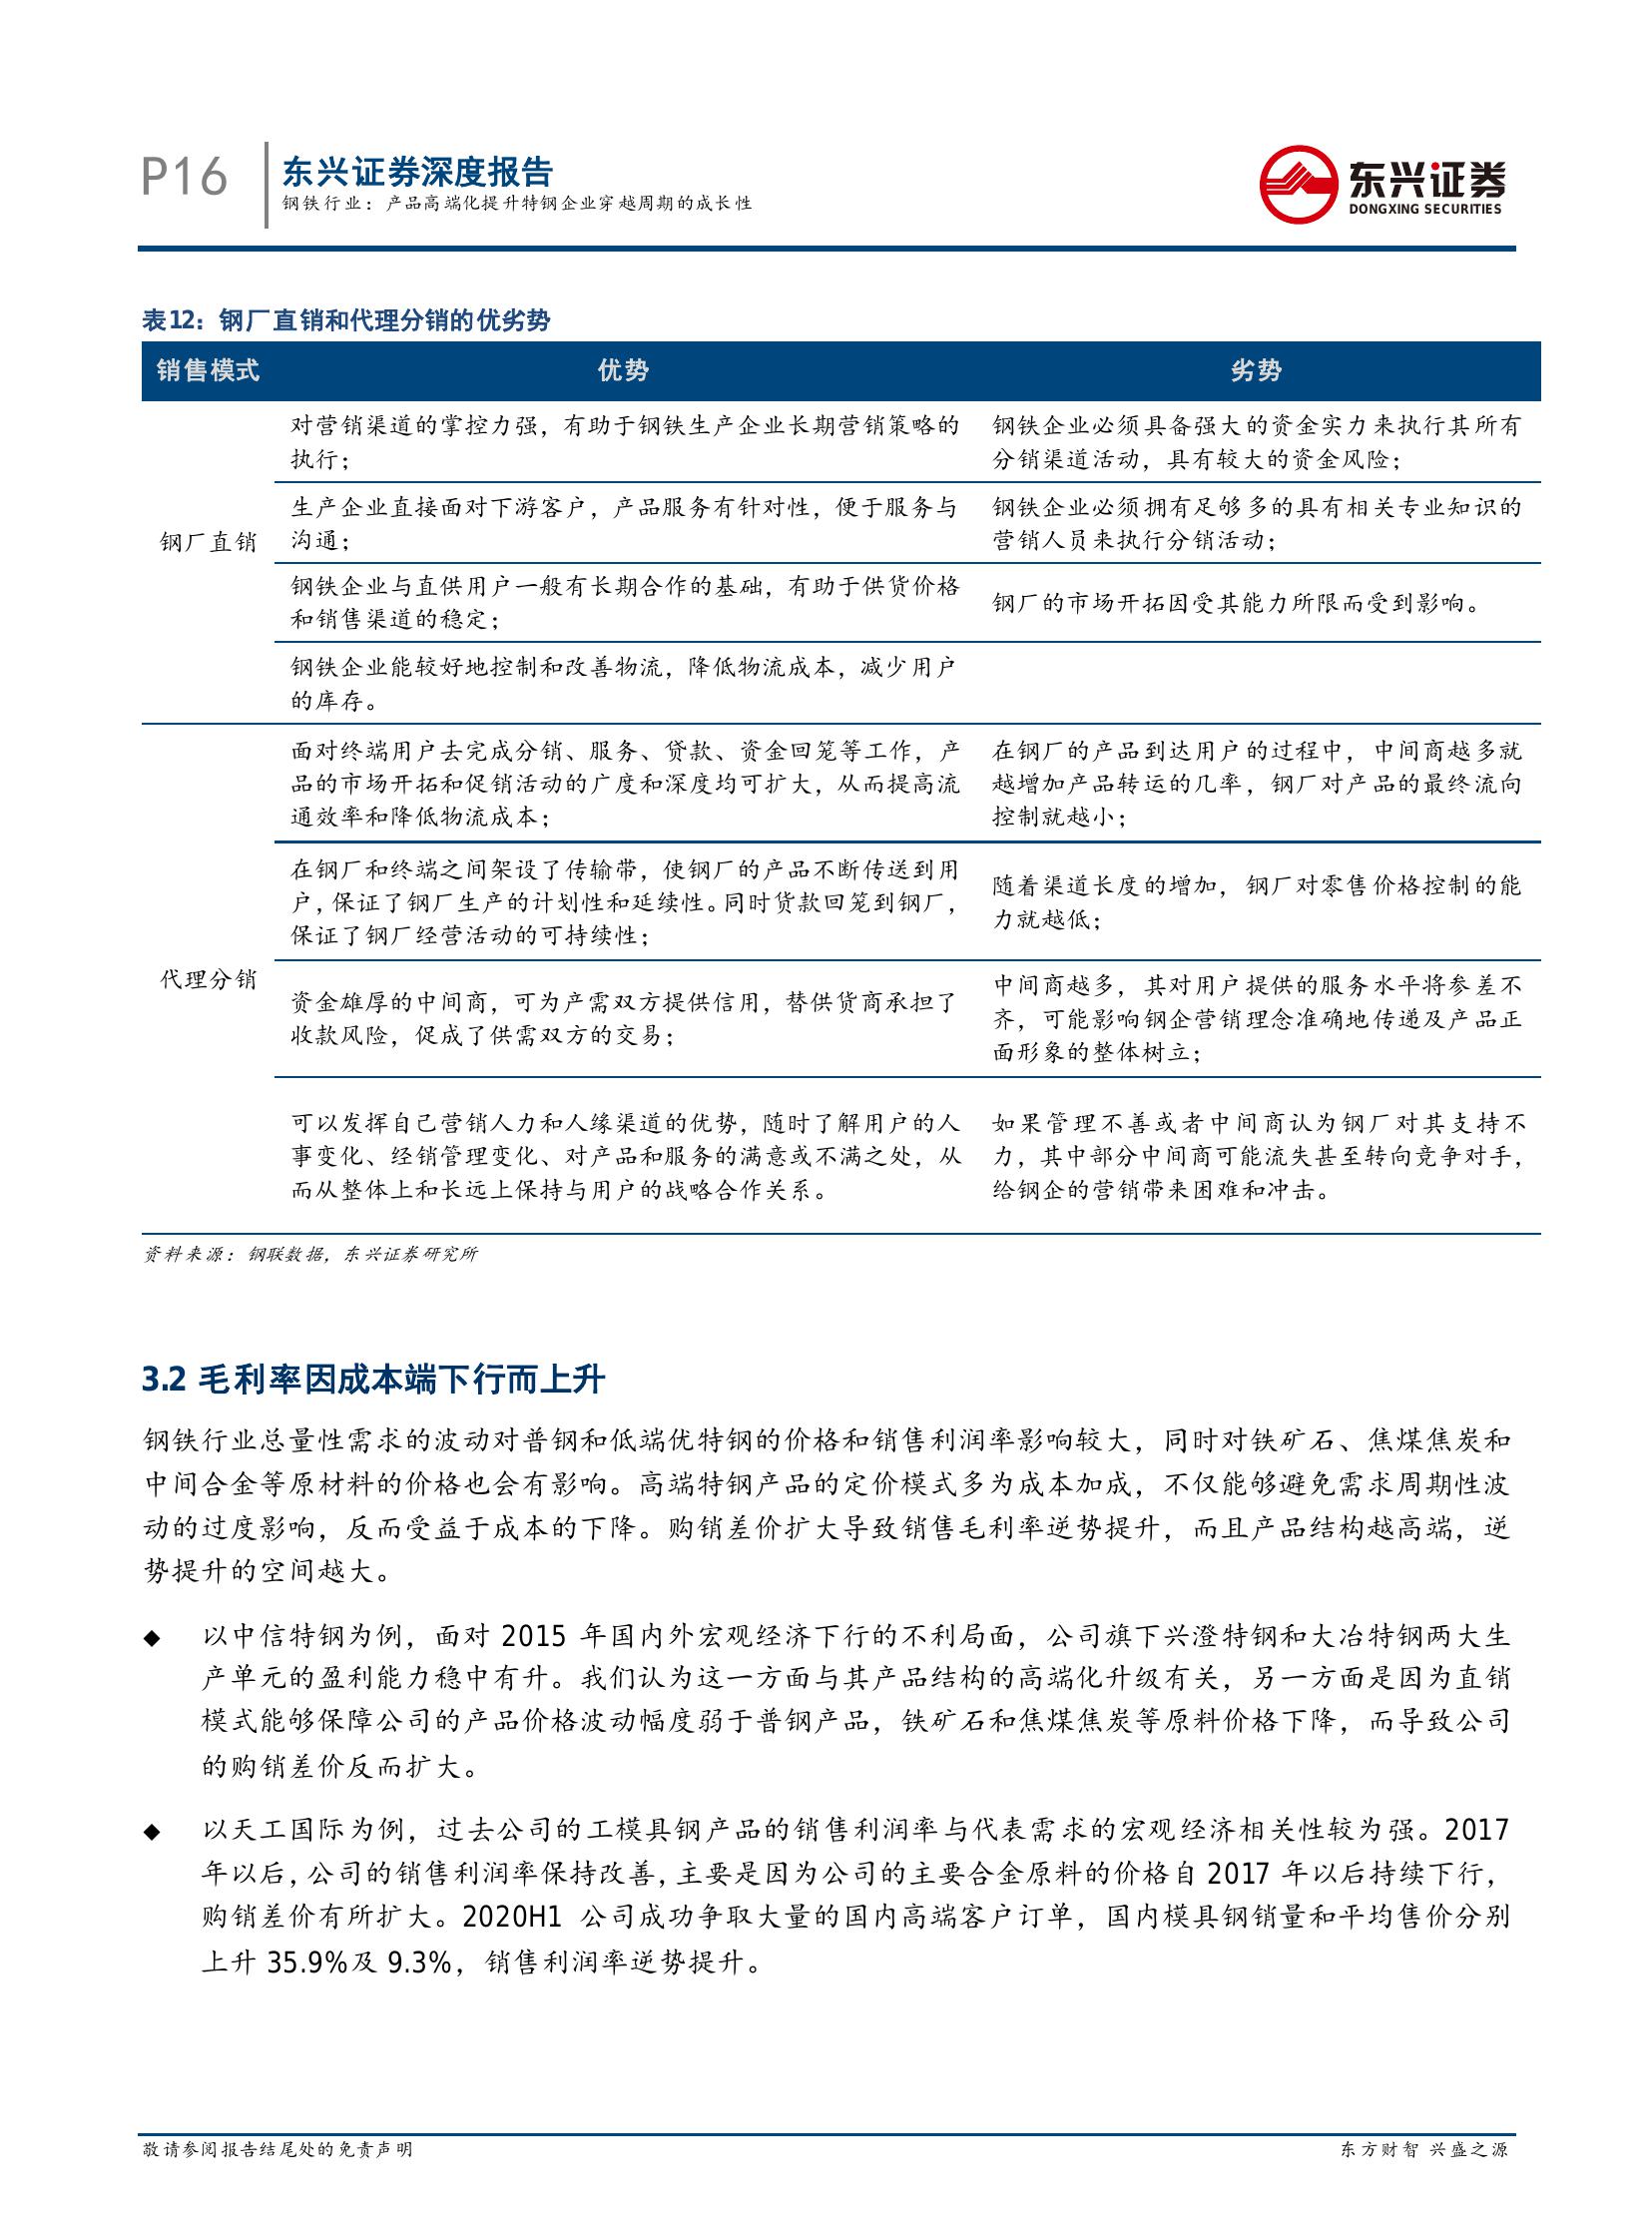 P16
东兴证券深度报告
钢铁行业：产品高端化提升特钢企业穿越周期的成长性
东兴证券
DONGXING SECURITIES
表12：钢厂直销和代理分销的优劣势
销售模式 优势 劣势
钢厂直销
对营销渠道的掌控力强，有助于钢铁生产企业长期营销策略的
执行；
钢铁企业必须具备强大的资金实力来执行其所有
分销渠道活动，具有较大的资金风险；
生产企业直接面对下游客户，产品服务有针对性，便于服务与
沟通；
钢铁企业必须拥有足够多的具有相关专业知识的
营销人员来执行分销活动；
钢铁企业与直供用户一般有长期合作的基础，有助于供货价格
和销售渠道的稳定；
钢厂的市场开拓因受其能力所限而受到影响。
钢铁企业能较好地控制和改善物流，降低物流成本，减少用户
的库存。
代理分销
面对终端用户去完成分销、服务、贷款、资金回笼等工作，产
品的市场开拓和促销活动的广度和深度均可扩大，从而提高流
通效率和降低物流成本；
在钢厂的产品到达用户的过程中，中间商越多就
越增加产品转运的几率，钢厂对产品的最终流向
控制就越小；
在钢厂和终端之间架设了传输带，使钢厂的产品不断传送到用
户，保证了钢厂生产的计划性和延续性。同时货款回笼到钢厂，
保证了钢厂经营活动的可持续性；
随着渠道长度的增加，钢厂对零售价格控制的能
力就越低；
资金雄厚的中间商，可为产需双方提供信用，替供货商承担了
收款风险，促成了供需双方的交易；
中间商越多，其对用户提供的服务水平将参差不
齐，可能影响钢企营销理念准确地传递及产品正
面形象的整体树立；
可以发挥自己营销人力和人缘渠道的优势，随时了解用户的人
事变化、经销管理变化、对产品和服务的满意或不满之处，从
而从整体上和长远上保持与用户的战略合作关系。
如果管理不善或者中间商认为钢厂对其支持不
力，其中部分中间商可能流失甚至转向竞争对手，
给钢企的营销带来困难和冲击。
资料来源：钢联数据，东兴证券研究所
3.2 毛利率因成本端下行而上升
钢铁行业总量性需求的波动对普钢和低端优特钢的价格和销售利润率影响较大，同时对铁矿石、焦煤焦炭和
中间合金等原材料的价格也会有影响。高端特钢产品的定价模式多为成本加成，不仅能够避免需求周期性波
动的过度影响，反而受益于成本的下降。购销差价扩大导致销售毛利率逆势提升，而且产品结构越高端，逆
势提升的空间越大。
◆ 以中信特钢为例，面对 2015 年国内外宏观经济下行的不利局面，公司旗下兴澄特钢和大冶特钢两大生
产单元的盈利能力稳中有升。我们认为这一方面与其产品结构的高端化升级有关，另一方面是因为直销
模式能够保障公司的产品价格波动幅度弱于普钢产品，铁矿石和焦煤焦炭等原料价格下降，而导致公司
的购销差价反而扩大。
◆ 以天工国际为例，过去公司的工模具钢产品的销售利润率与代表需求的宏观经济相关性较为强。2017
年以后，公司的销售利润率保持改善，主要是因为公司的主要合金原料的价格自 2017 年以后持续下行，
购销差价有所扩大。2020H1 公司成功争取大量的国内高端客户订单，国内模具钢销量和平均售价分别
上升 35.9%及 9.3%，销售利润率逆势提升。
敬请参阅报告结尾处的免责声明
东方财智 兴盛之源